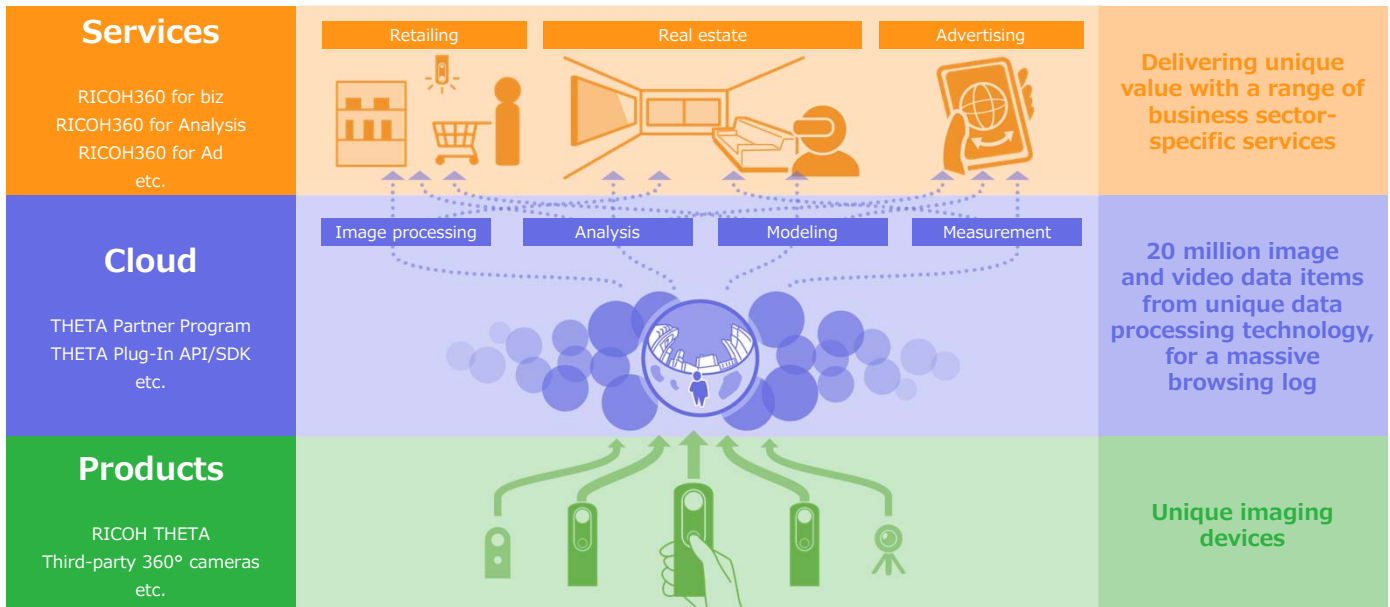 Services
RICOH360 for biz
RICOH360 for Analysis
RICOH360 for Ad
etc.
Retailing
Real estate
Advertising
Delivering unique
value with a range of
business sector-
specific services
Cloud
THETA Partner Program
THETA Plug-In API/SDK
etc.
Image processing
Analysis
Modeling
Measurement
20 million image
and video data items
from unique data
processing technology,
for a massive
browsing log
Products
RICOH THETA
Third-party 360° cameras
etc.
Unique imaging
devices